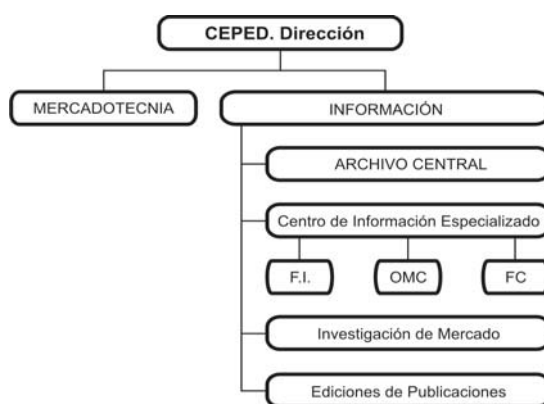 CEPED. Dirección
MERCADOTECNIA
INFORMACIÓN
ARCHIVO CENTRAL
Centro de Información Especializado
F.I.
OMC
FC
Investigación de Mercado
Ediciones de Publicaciones